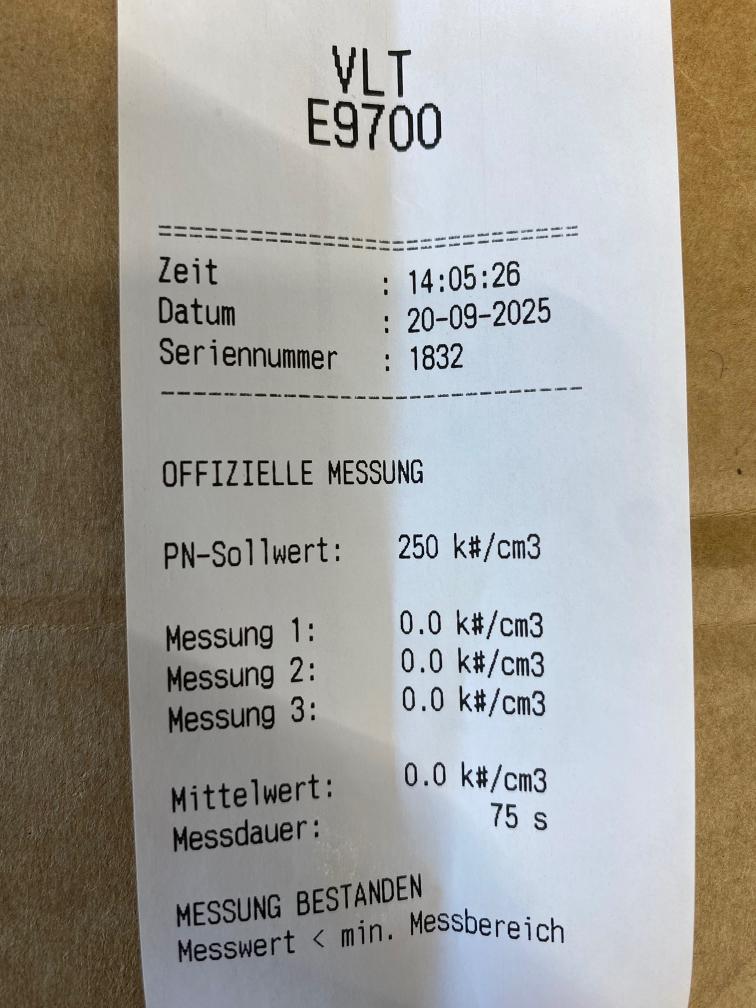 VLT
E9700
================================
Zeit : 14:05:26
Datum : 20-09-2025
Seriennummer : 1832
--------------------------------
OFFIZIELLE MESSUNG
PN-Sollwert: 250 k#/cm3
Messung 1: 0.0 k#/cm3
Messung 2: 0.0 k#/cm3
Messung 3: 0.0 k#/cm3
Mittelwert: 0.0 k#/cm3
Messdauer: 75 s
MESSUNG BESTANDEN
Messwert < min. Messbereich